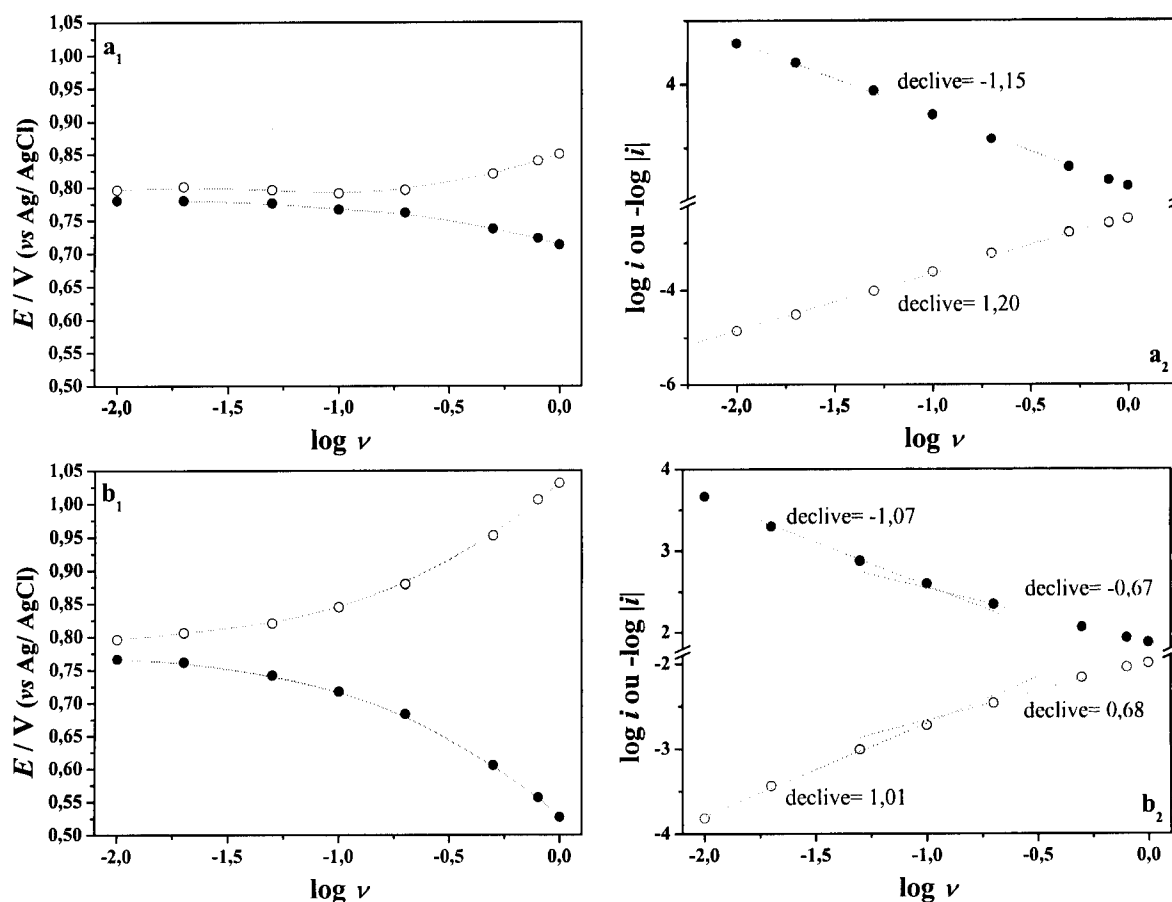 a₁
E / V (vs Ag/ AgCl)
1,05
1,00
0,95
0,90
0,85
0,80
0,75
0,70
0,65
0,60
0,55
0,50
-2,0 -1,5 -1,0 -0,5 0,0
log ν
log i ou -log |i|
4
-4
-6
declive= -1,15
declive= 1,20
a₂
-2,0 -1,5 -1,0 -0,5 0,0
log ν
b₁
E / V (vs Ag/ AgCl)
1,05
1,00
0,95
0,90
0,85
0,80
0,75
0,70
0,65
0,60
0,55
0,50
-2,0 -1,5 -1,0 -0,5 0,0
log ν
log i ou -log |i|
4
3
2
-2
-3
-4
declive= -1,07
declive= -0,67
declive= 0,68
declive= 1,01
b₂
-2,0 -1,5 -1,0 -0,5 0,0
log ν